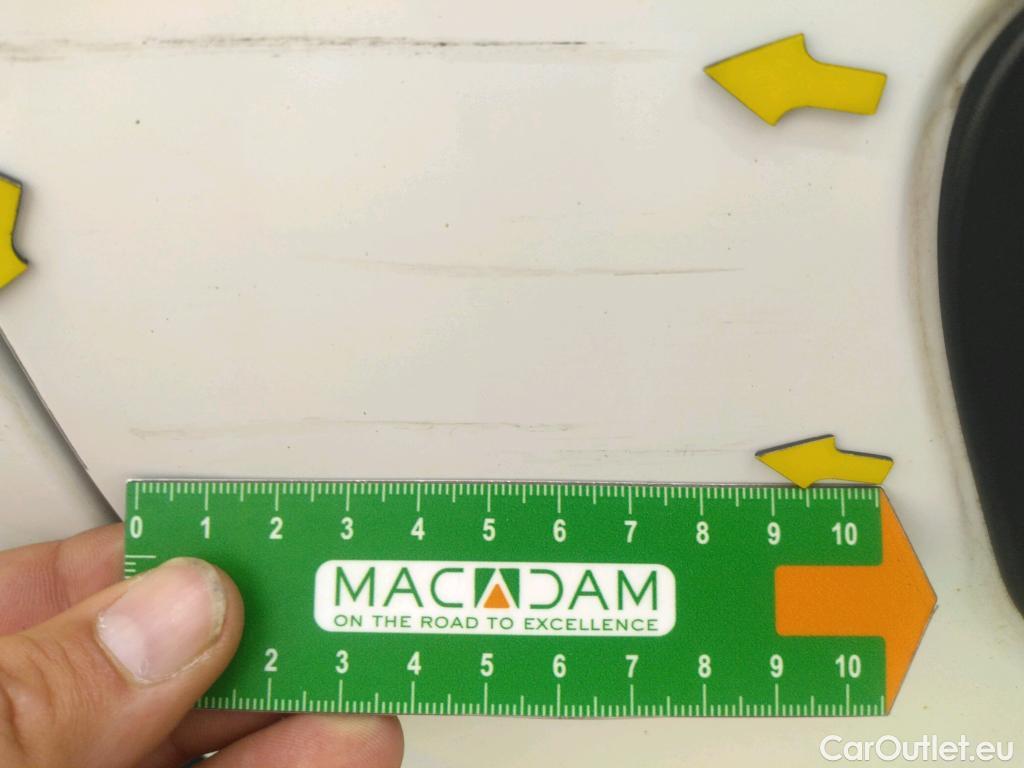 0 1 2 3 4 5 6 7 8 9 10
MACADAM
ON THE ROAD TO EXCELLENCE
2 3 4 5 6 7 8 9 10
CarOutlet.eu